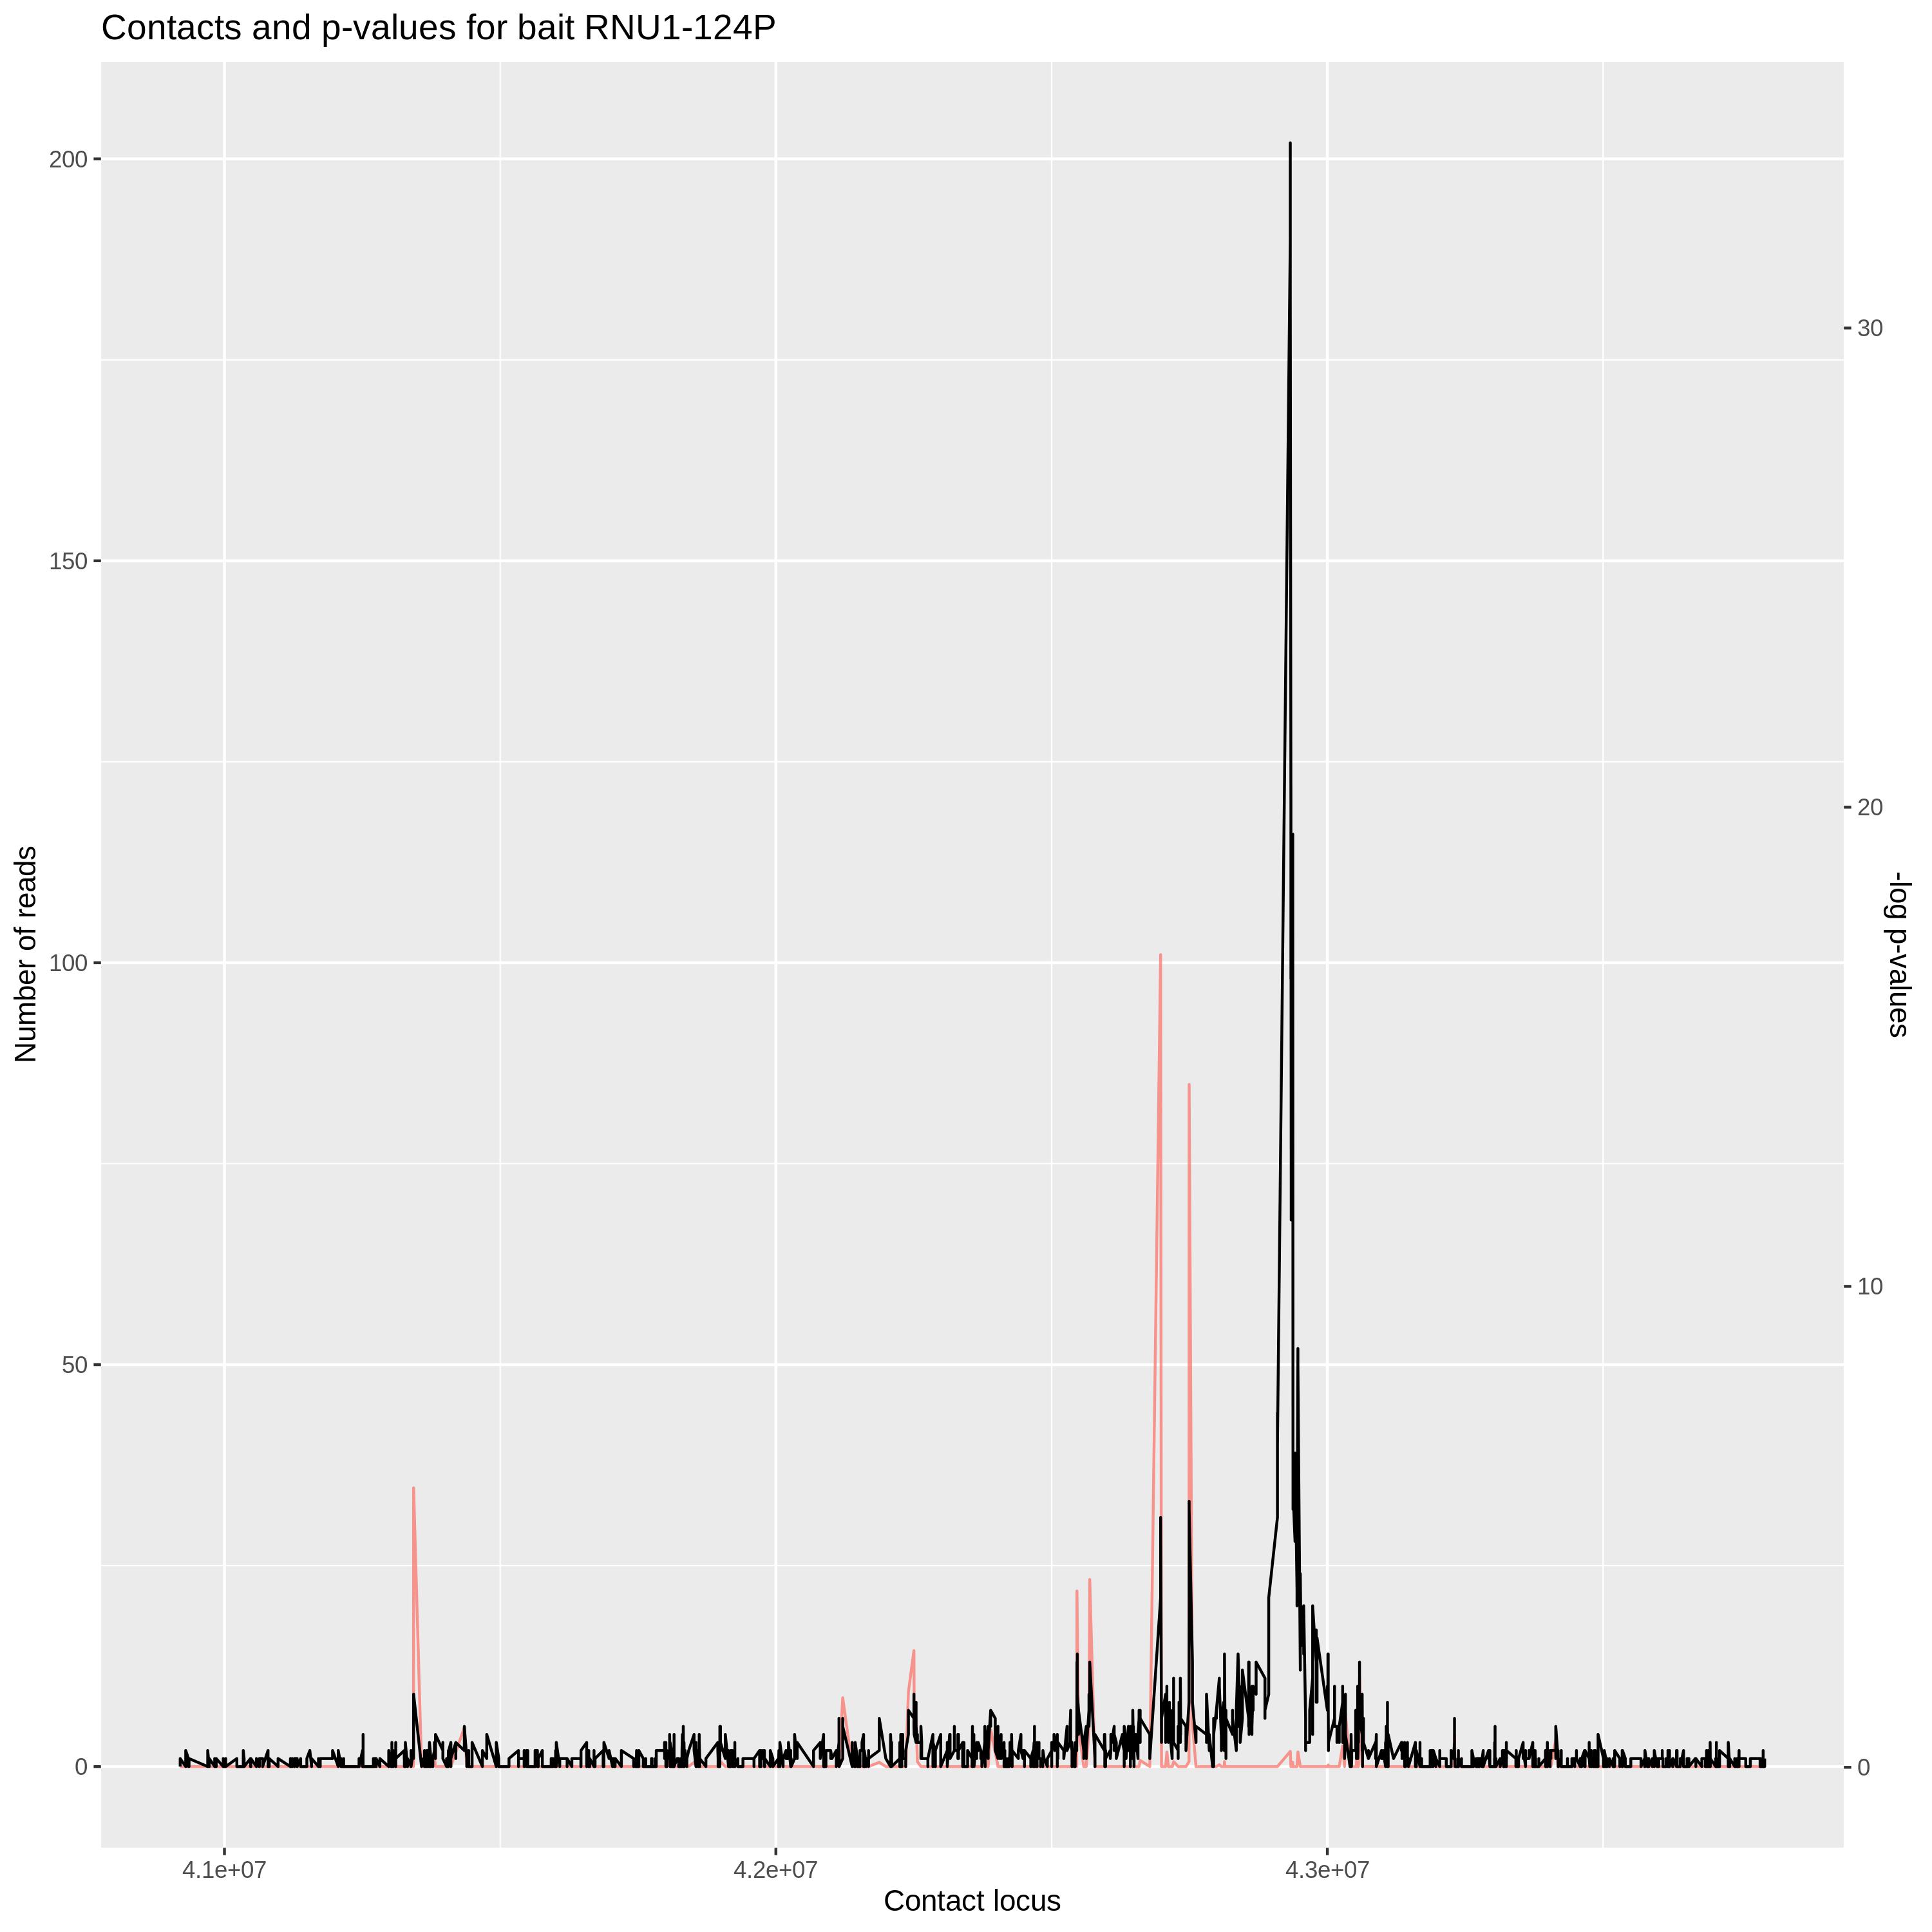 Contacts and p-values for bait RNU1-124P
200
150
100
50
0
Number of reads
30
20
10
0
-log p-values
4.1e+07
4.2e+07
4.3e+07
Contact locus